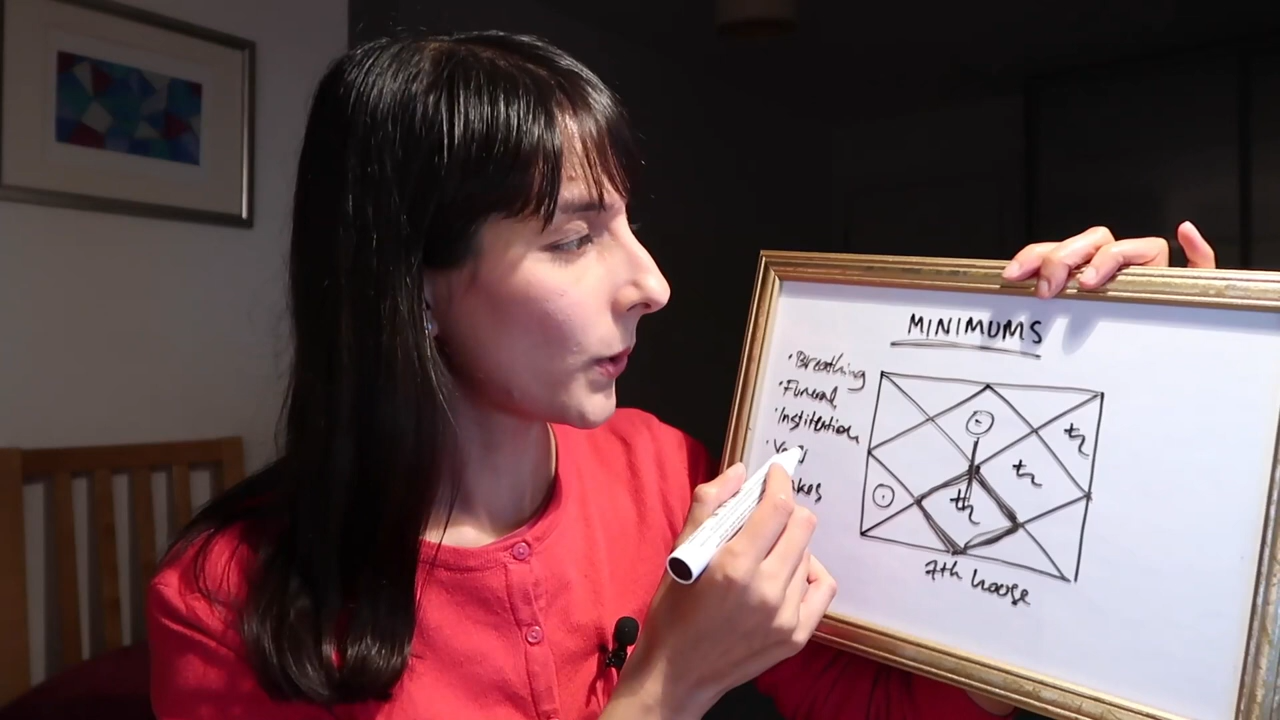 MINIMUMS
• Breathing
• Funeral
• Institution
7th house